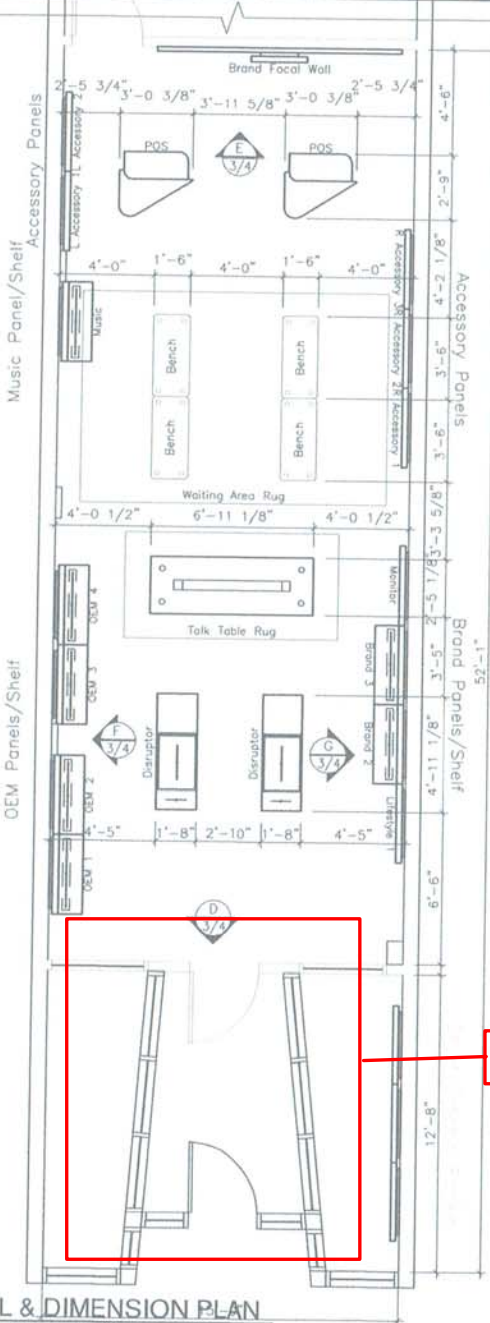 Brand Focal Wall
2'-5 3/4"
3'-0 3/8"
3'-11 5/8"
3'-0 3/8"
2'-5 3/4"
4'-6"
Accessory Panels
L Accessory 2
L Accessory 1
POS
E
3/4
POS
2'-9"
Music Panel/Shelf
4'-0"
1'-6"
4'-0"
1'-6"
4'-0"
4'-2 1/8"
Accessory Panels
R Accessory 3
R Accessory 2
R Accessory 1
Music
Bench
Bench
Bench
Bench
3'-6"
3'-6"
Waiting Area Rug
4'-0 1/2"
6'-11 1/8"
4'-0 1/2"
3'-3 5/8"
Talk Table Rug
Monitor
2'-5 1/8"
52'-1"
OEM Panels/Shelf
OEM 4
OEM 3
OEM 2
OEM 1
Brand Panels/Shelf
Brand 3
Brand 2
Lifestyle 1
3'-5"
F
3/4
Disruptor
Disruptor
G
3/4
4'-11 1/8"
4'-5"
1'-8"
2'-10"
1'-8"
4'-5"
6'-6"
D
3/4
12'-8"
L & DIMENSION PLAN